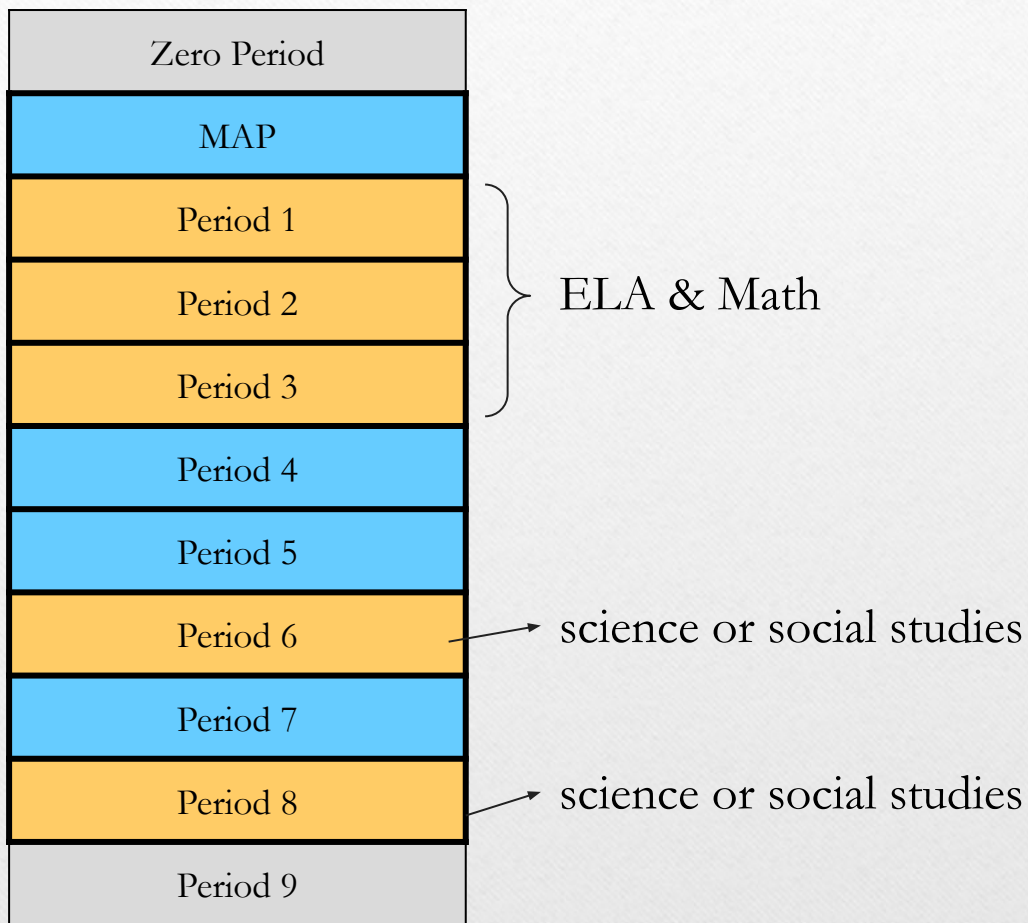 Zero Period
MAP
Period 1
Period 2
ELA & Math
Period 3
Period 4
Period 5
Period 6
science or social studies
Period 7
Period 8
science or social studies
Period 9